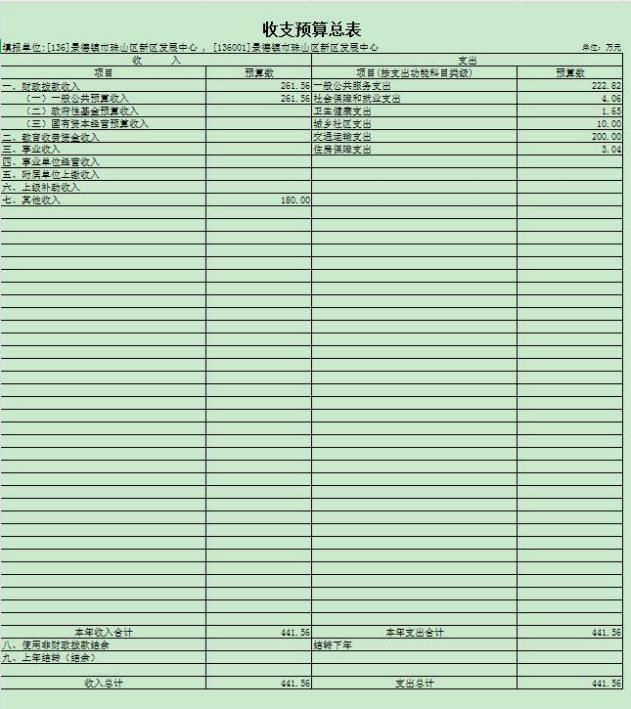 收支预算总表
填报单位:[136]景德镇市珠山区新区发展中心 , [136001]景德镇市珠山区新区发展中心 单位: 万元
收 入 支出
项目 预算数 项目(按支出功能科目类级) 预算数
一、财政拨款收入 261.56 一般公共服务支出 222.82
（一）一般公共预算收入 261.56 社会保障和就业支出 4.06
（二）政府性基金预算收入 卫生健康支出 1.65
（三）国有资本经营预算收入 城乡社区支出 10.00
二、教育收费资金收入 交通运输支出 200.00
三、事业收入 住房保障支出 3.04
四、事业单位经营收入
五、附属单位上缴收入
六、上级补助收入
七、其他收入 180.00
本年收入合计 441.56 本年支出合计 441.56
八、使用非财政拨款结余 结转下年
九、上年结转（结余）
收入总计 441.56 支出总计 441.56